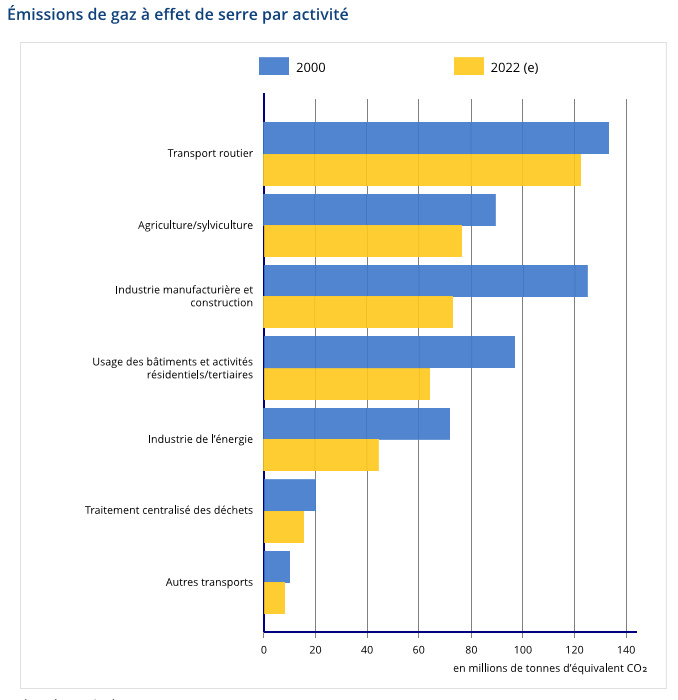 Émissions de gaz à effet de serre par activité
2000
2022 (e)
Transport routier
Agriculture/sylviculture
Industrie manufacturière et
construction
Usage des bâtiments et activités
résidentiels/tertiaires
Industrie de l’énergie
Traitement centralisé des déchets
Autres transports
0 20 40 60 80 100 120 140
en millions de tonnes d’équivalent CO₂